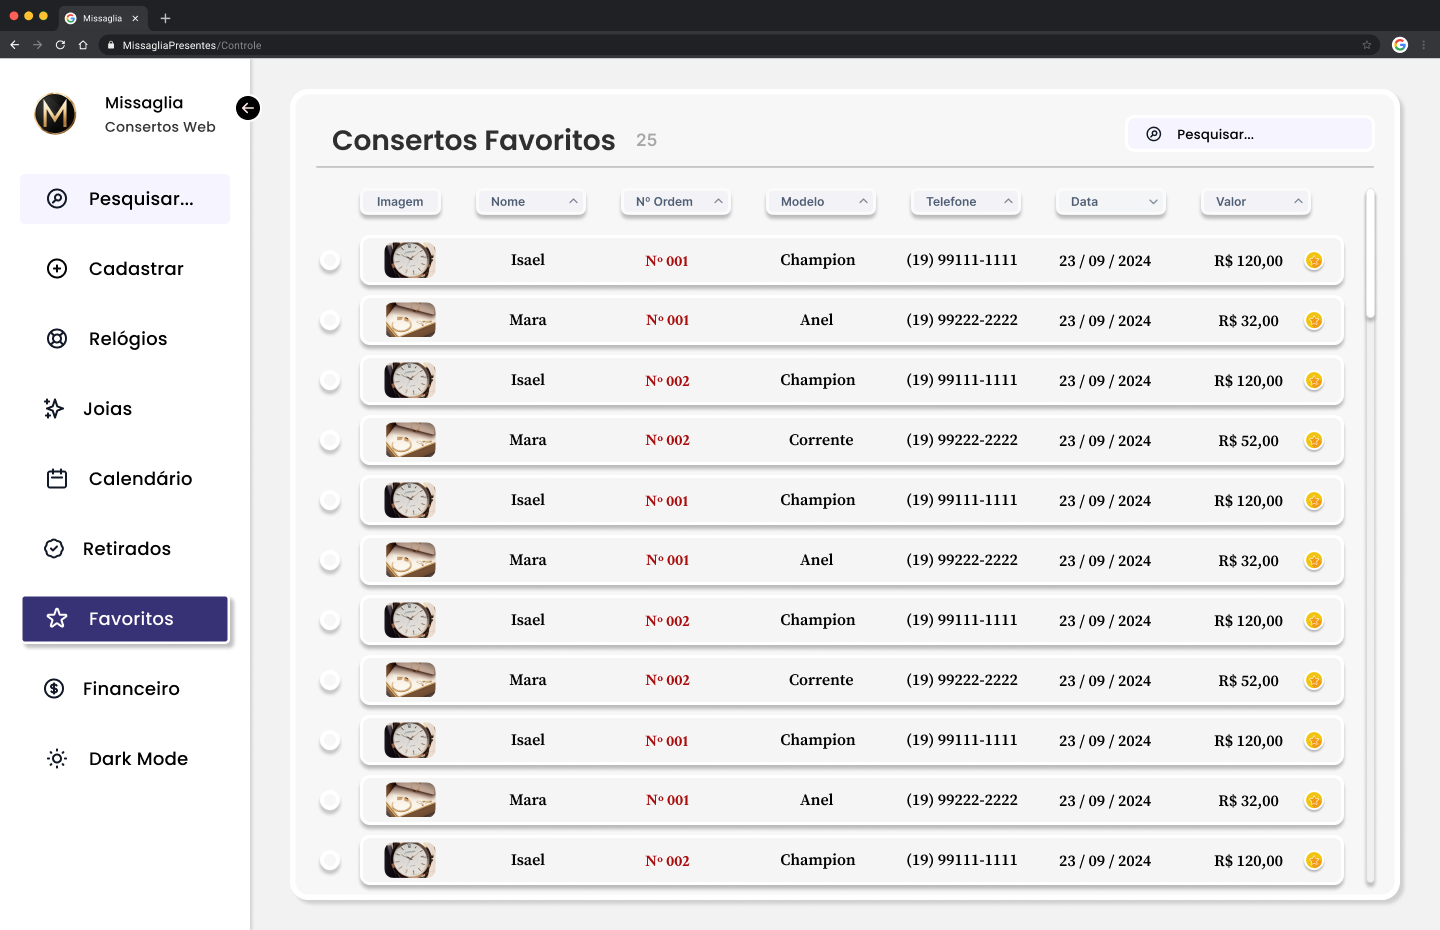 Missaglia
MissagliaPresentes/Controle
M
Missaglia
Consertos Web
Pesquisar...
Cadastrar
Relógios
Joias
Calendário
Retirados
Favoritos
Financeiro
Dark Mode
Consertos Favoritos 25
Pesquisar...
Imagem Nome Nº Ordem Modelo Telefone Data Valor
Isael Nº 001 Champion (19) 99111-1111 23 / 09 / 2024 R$ 120,00
Mara Nº 001 Anel (19) 99222-2222 23 / 09 / 2024 R$ 32,00
Isael Nº 002 Champion (19) 99111-1111 23 / 09 / 2024 R$ 120,00
Mara Nº 002 Corrente (19) 99222-2222 23 / 09 / 2024 R$ 52,00
Isael Nº 001 Champion (19) 99111-1111 23 / 09 / 2024 R$ 120,00
Mara Nº 001 Anel (19) 99222-2222 23 / 09 / 2024 R$ 32,00
Isael Nº 002 Champion (19) 99111-1111 23 / 09 / 2024 R$ 120,00
Mara Nº 002 Corrente (19) 99222-2222 23 / 09 / 2024 R$ 52,00
Isael Nº 001 Champion (19) 99111-1111 23 / 09 / 2024 R$ 120,00
Mara Nº 001 Anel (19) 99222-2222 23 / 09 / 2024 R$ 32,00
Isael Nº 002 Champion (19) 99111-1111 23 / 09 / 2024 R$ 120,00